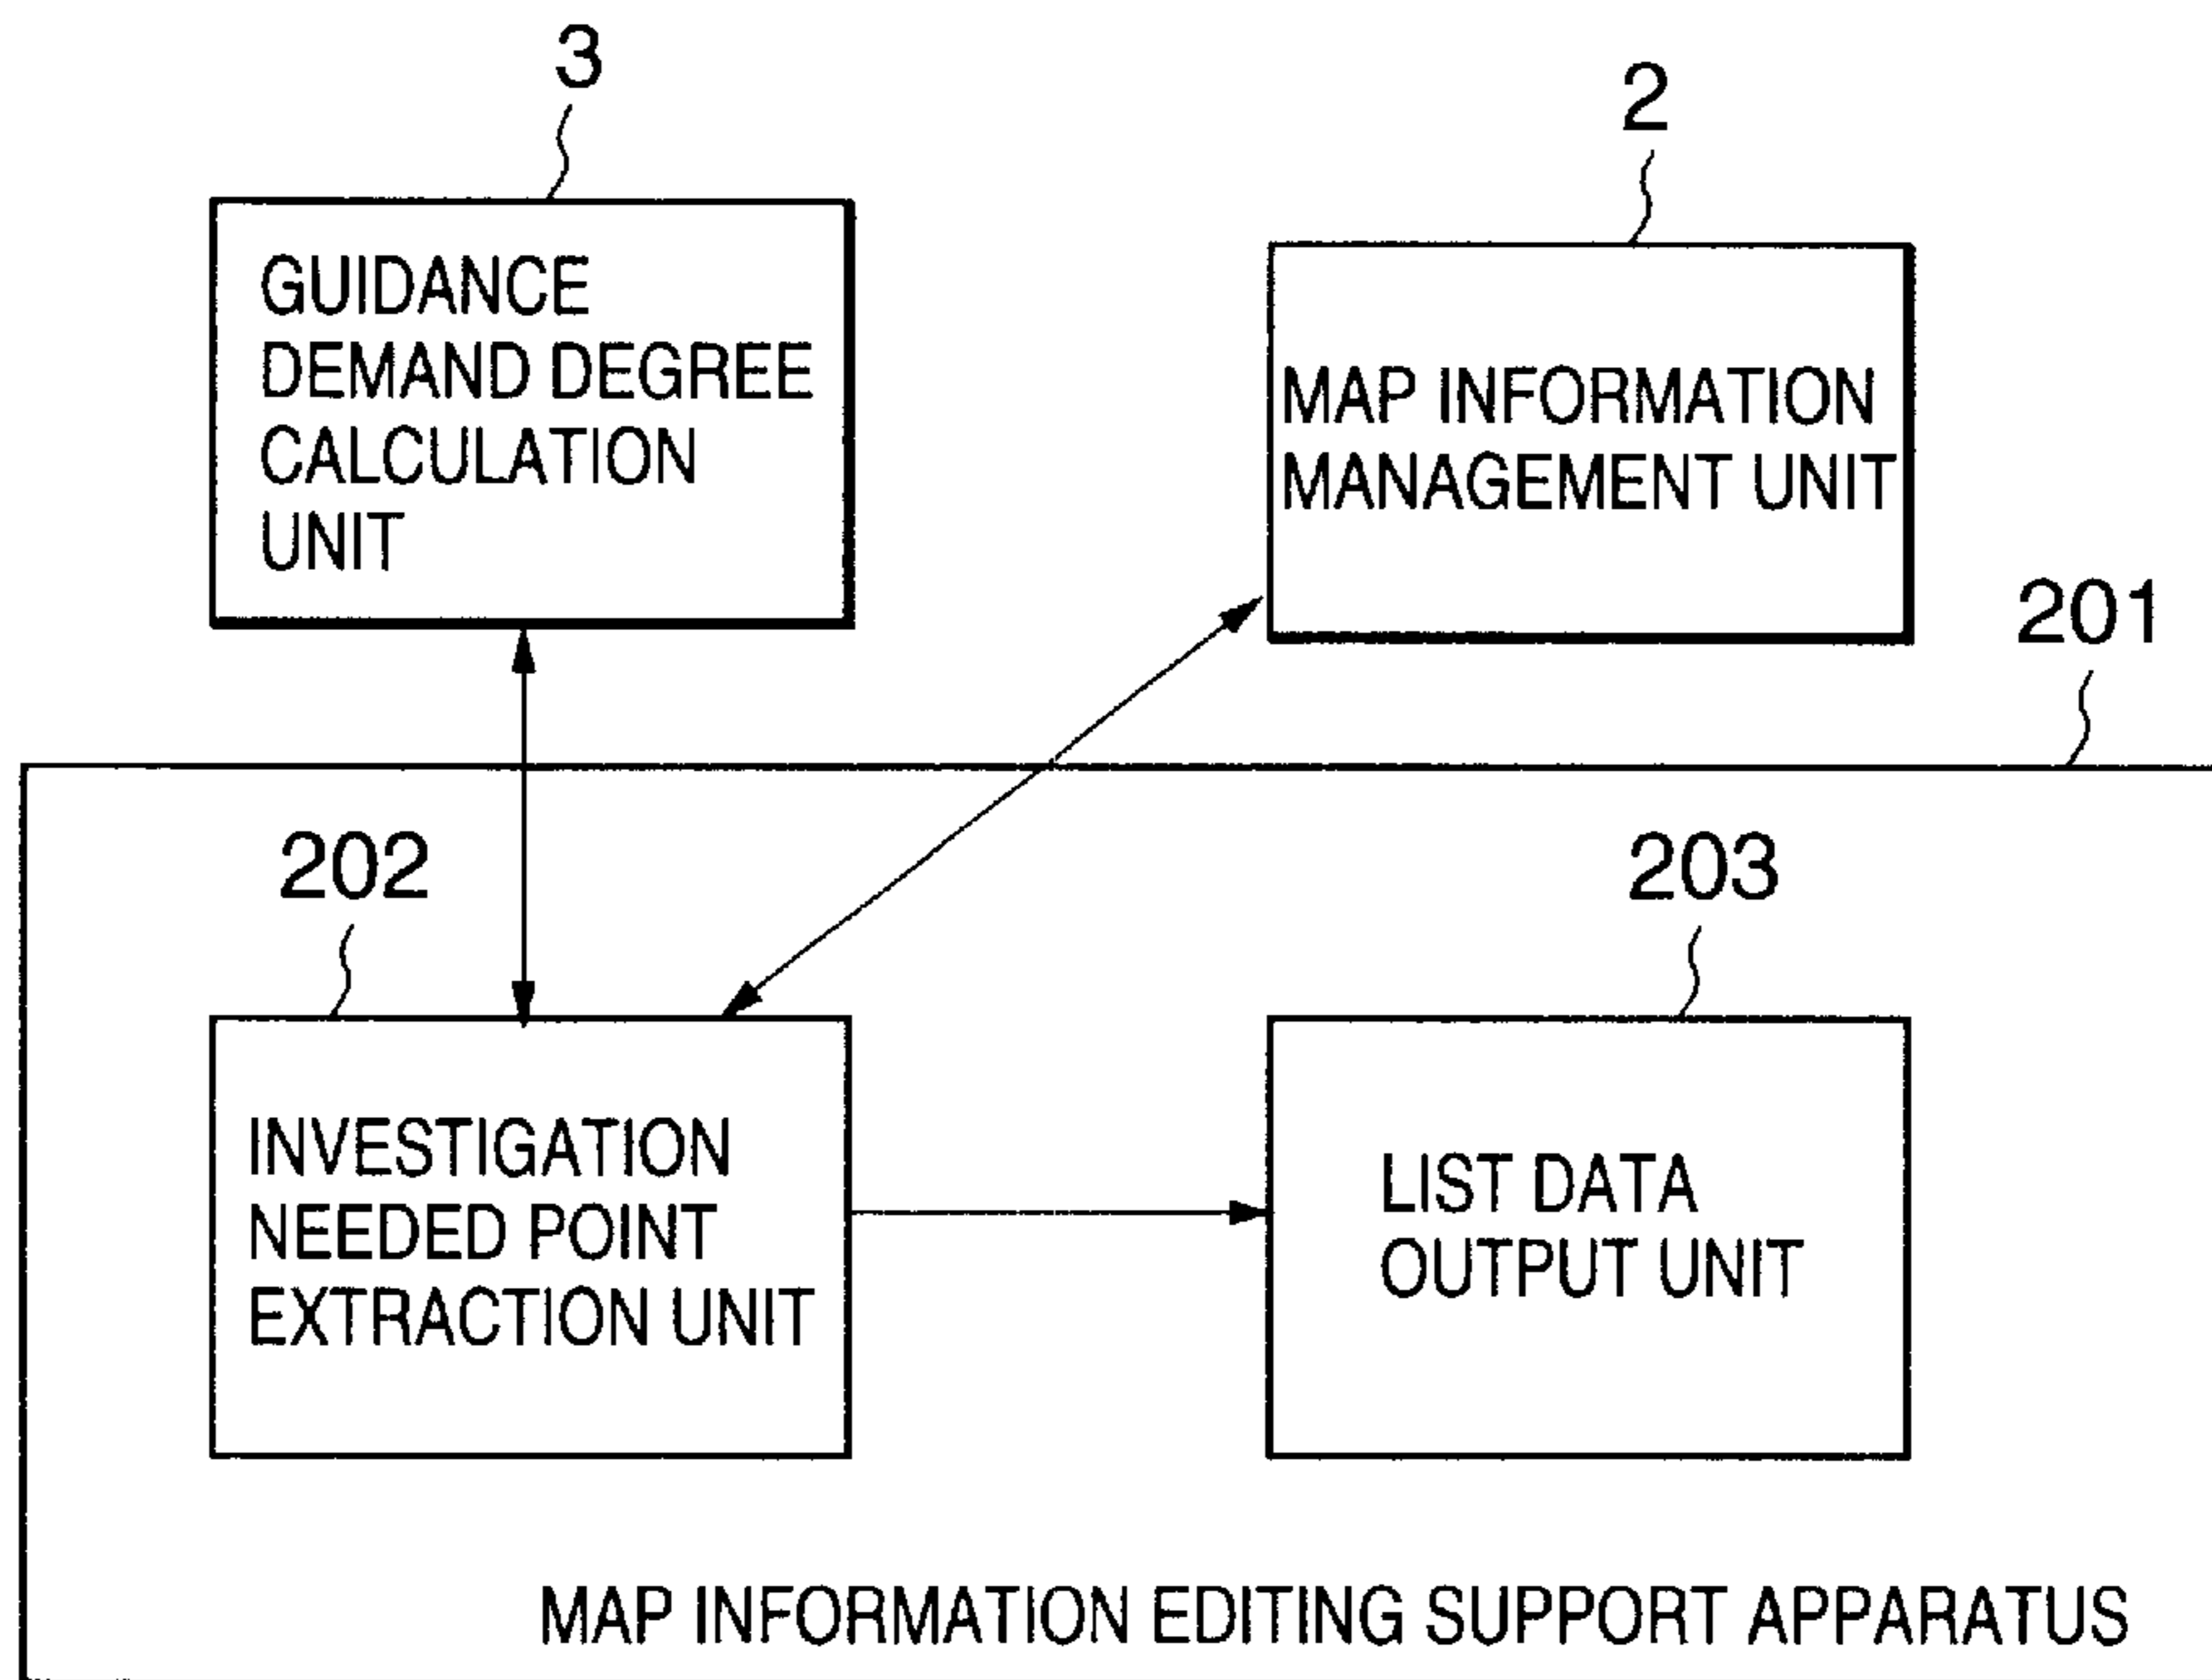 3
GUIDANCE
DEMAND DEGREE
CALCULATION
UNIT
2
MAP INFORMATION
MANAGEMENT UNIT
201
202
INVESTIGATION
NEEDED POINT
EXTRACTION UNIT
203
LIST DATA
OUTPUT UNIT
MAP INFORMATION EDITING SUPPORT APPARATUS